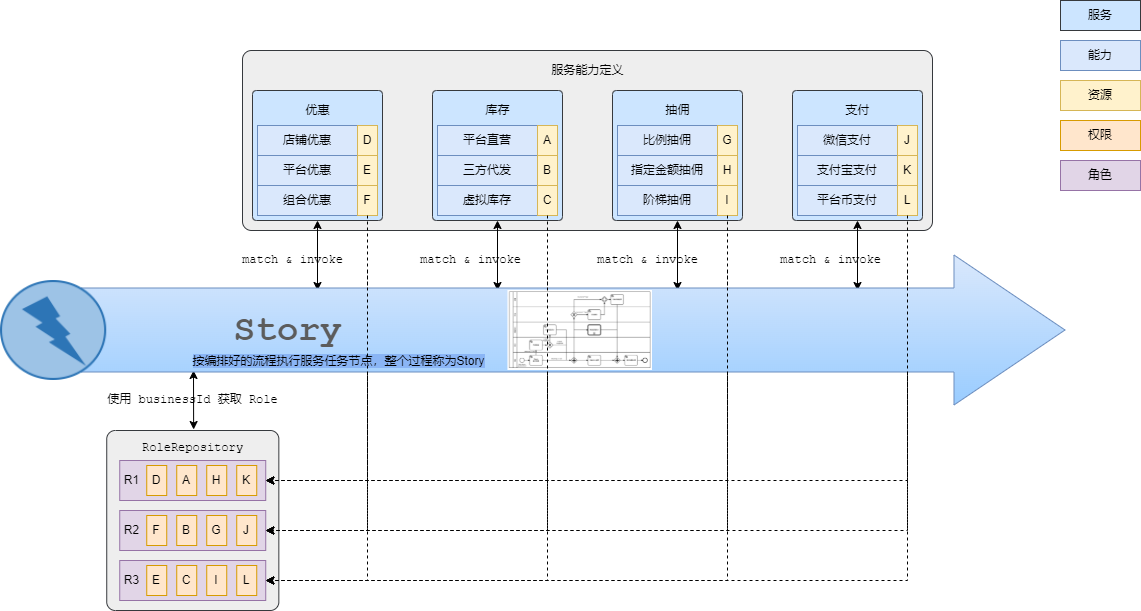 服务
能力
资源
权限
角色
服务能力定义
优惠
店铺优惠 D
平台优惠 E
组合优惠 F
库存
平台直营 A
三方代发 B
虚拟库存 C
抽佣
比例抽佣 G
指定金额抽佣 H
阶梯抽佣 I
支付
微信支付 J
支付宝支付 K
平台币支付 L
match & invoke
match & invoke
match & invoke
match & invoke
Story
按编排好的流程执行服务任务节点，整个过程称为Story
使用 businessId 获取 Role
RoleRepository
R1 D A H K
R2 F B G J
R3 E C I L